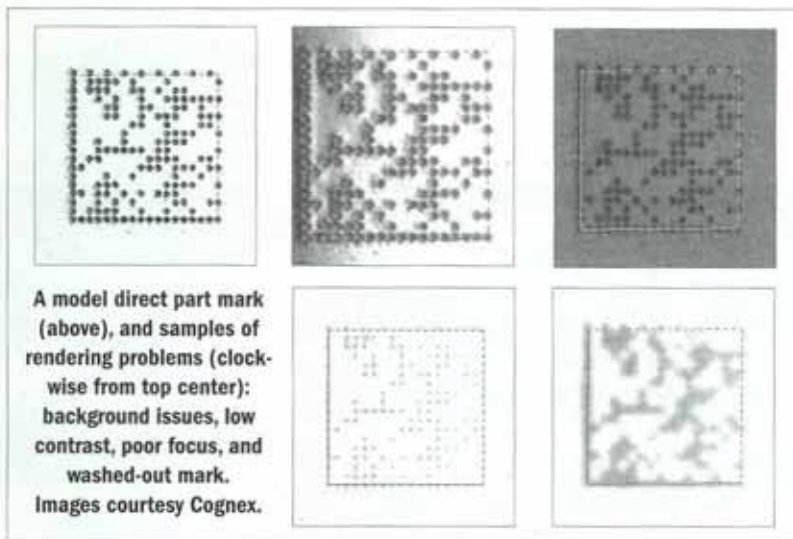 A model direct part mark
(above), and samples of
rendering problems (clock-
wise from top center):
background issues, low
contrast, poor focus, and
washed-out mark.
Images courtesy Cognex.